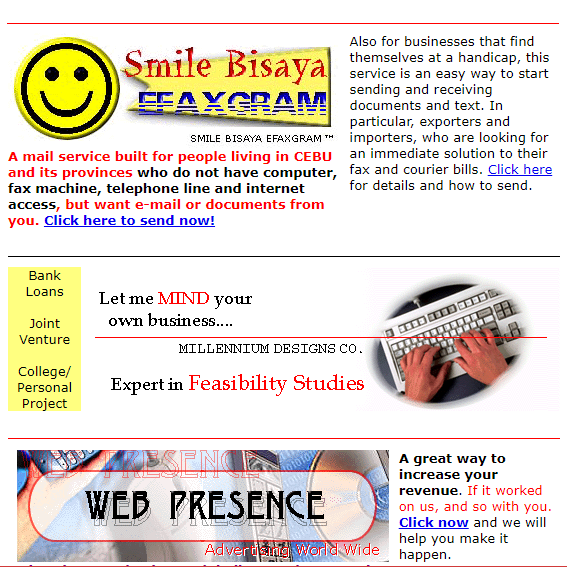 Smile Bisaya
EFAXGRAM
SMILE BISAYA EFAXGRAM ™
A mail service built for people living in CEBU
and its provinces who do not have computer,
fax machine, telephone line and internet
access, but want e-mail or documents from
you. Click here to send now!
Also for businesses that find
themselves at a handicap, this
service is an easy way to start
sending and receiving
documents and text. In
particular, exporters and
importers, who are looking for
an immediate solution to their
fax and courier bills. Click here
for details and how to send.
Bank
Loans
Joint
Venture
College/
Personal
Project
Let me MIND your
own business....
MILLENNIUM DESIGNS CO.
Expert in Feasibility Studies
WEB PRESENCE
WEB PRESENCE
WEB PRESENCE
Advertising World Wide
A great way to
increase your
revenue. If it worked
on us, and so with you.
Click now and we will
help you make it
happen.